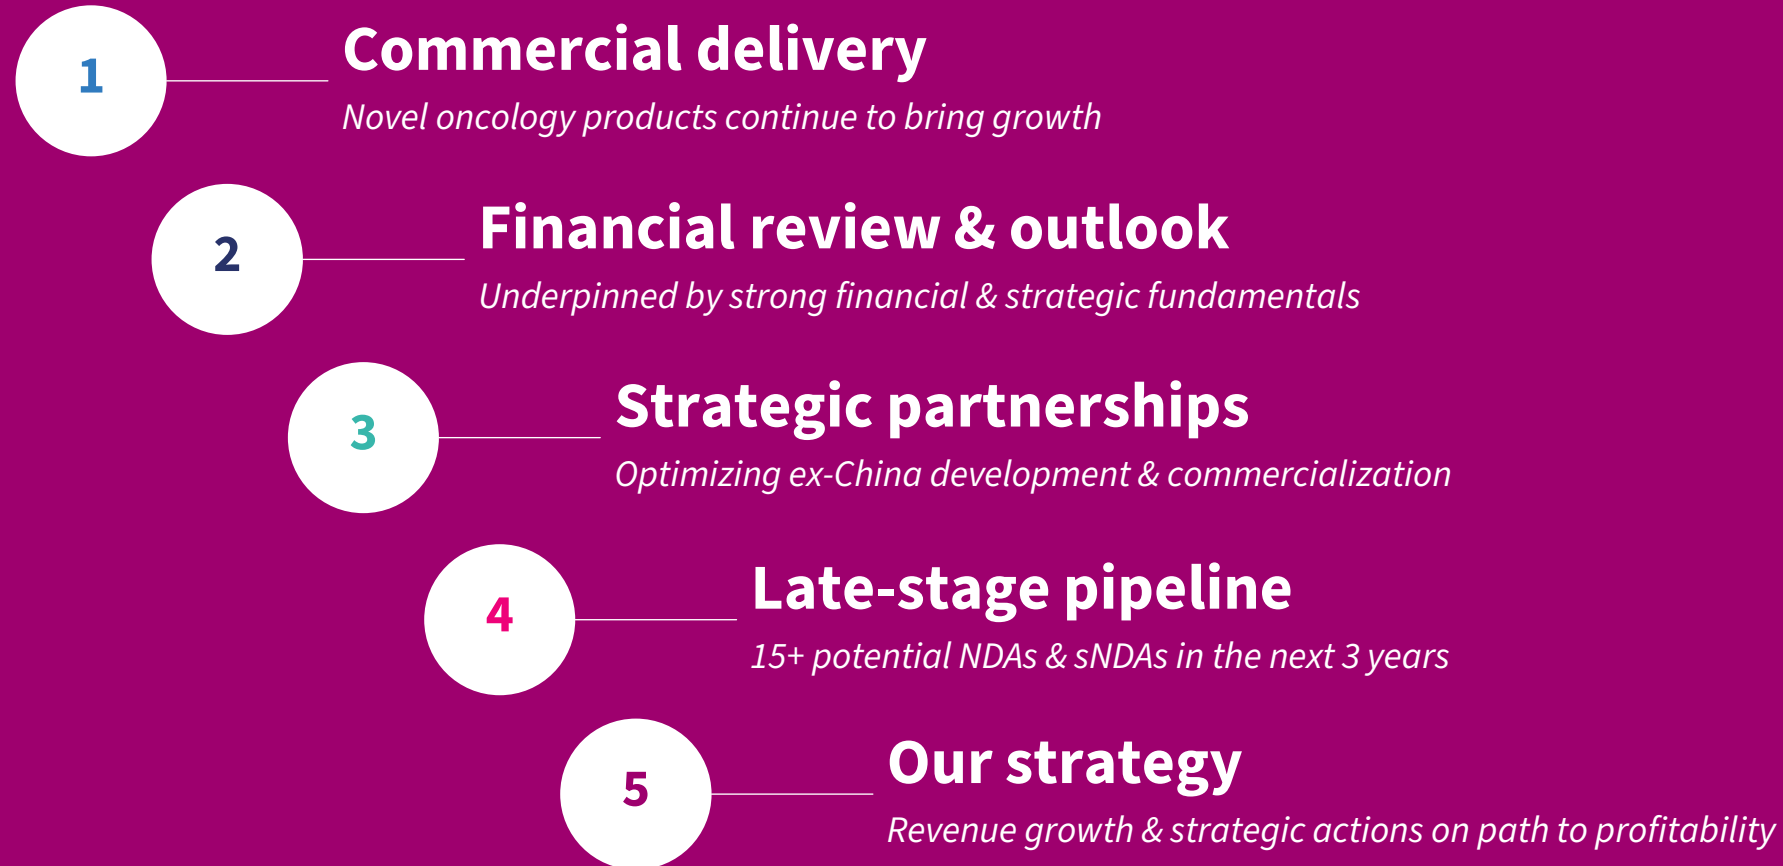 1
Commercial delivery
Novel oncology products continue to bring growth
2
Financial review & outlook
Underpinned by strong financial & strategic fundamentals
3
Strategic partnerships
Optimizing ex-China development & commercialization
4
Late-stage pipeline
15+ potential NDAs & sNDAs in the next 3 years
5
Our strategy
Revenue growth & strategic actions on path to profitability